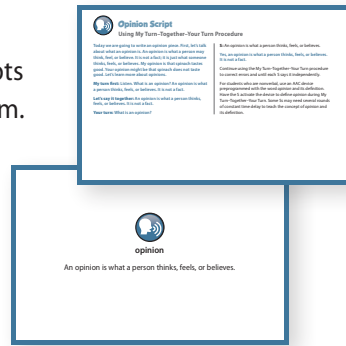 ots
m.
Opinion Script
Using My Turn–Together–Your Turn Procedure
Today we are going to write an opinion piece. First, let's talk
about what an opinion is. An opinion is what a person may
think, feel, or believe. It is not a fact; it is just what someone
thinks, feels, or believes. My opinion is that spinach tastes
good. Your opinion might be that spinach does not taste
good. Let's learn more about opinions.
My turn first: Listen. What is an opinion? An opinion is what
a person thinks, feels, or believes. It is not a fact.
Let's say it together: An opinion is what a person thinks,
feels, or believes. It is not a fact.
Your turn: What is an opinion?
S: An opinion is what a person thinks, feels, or believes.
Yes, an opinion is what a person thinks, feels, or believes.
It is not a fact.
Continue using the My Turn–Together–Your Turn procedure
to correct errors and until each S says it independently.
For students who are nonverbal, use an AAC device
preprogrammed with the word opinion and its definition.
Have the S activate the device to define opinion during My
Turn–Together–Your Turn. Some Ss may need several rounds
of constant time delay to teach the concept of opinion and
its definition.
opinion
An opinion is what a person thinks, feels, or believes.